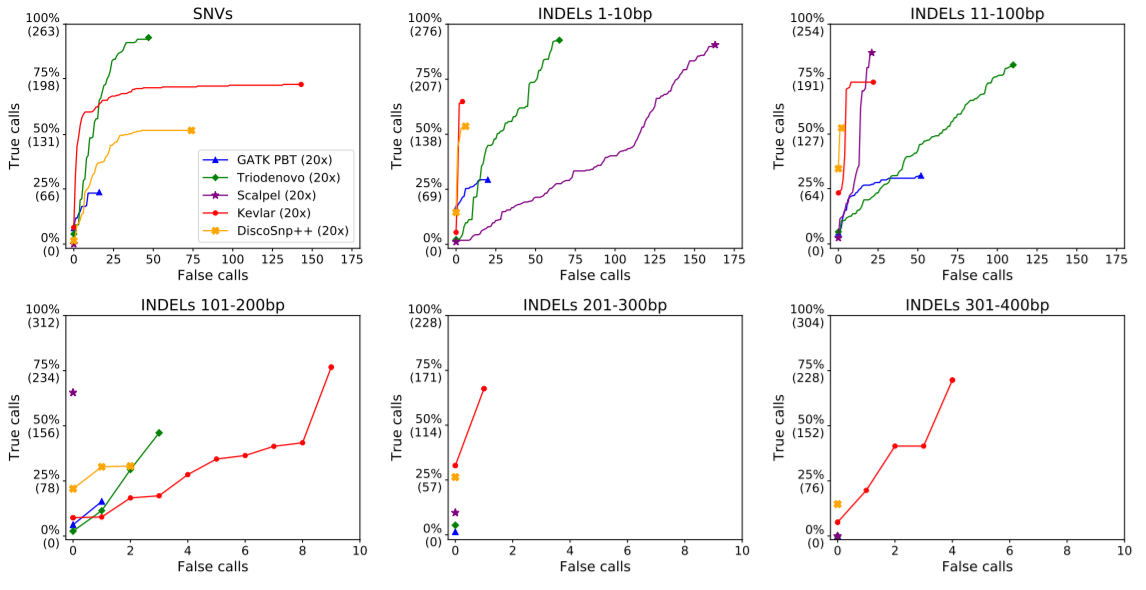 SNVs
100%
(263)
75%
(198)
50%
(131)
25%
(66)
0%
(0)
True calls
0 25 50 75 100 125 150 175
False calls
GATK PBT (20x)
Triodenovo (20x)
Scalpel (20x)
Kevlar (20x)
DiscoSnp++ (20x)
INDELs 1-10bp
100%
(276)
75%
(207)
50%
(138)
25%
(69)
0%
(0)
True calls
0 25 50 75 100 125 150 175
False calls
INDELs 11-100bp
100%
(254)
75%
(191)
50%
(127)
25%
(64)
0%
(0)
True calls
0 25 50 75 100 125 150 175
False calls
INDELs 101-200bp
100%
(312)
75%
(234)
50%
(156)
25%
(78)
0%
(0)
True calls
0 2 4 6 8 10
False calls
INDELs 201-300bp
100%
(228)
75%
(171)
50%
(114)
25%
(57)
0%
(0)
True calls
0 2 4 6 8 10
False calls
INDELs 301-400bp
100%
(304)
75%
(228)
50%
(152)
25%
(76)
0%
(0)
True calls
0 2 4 6 8 10
False calls